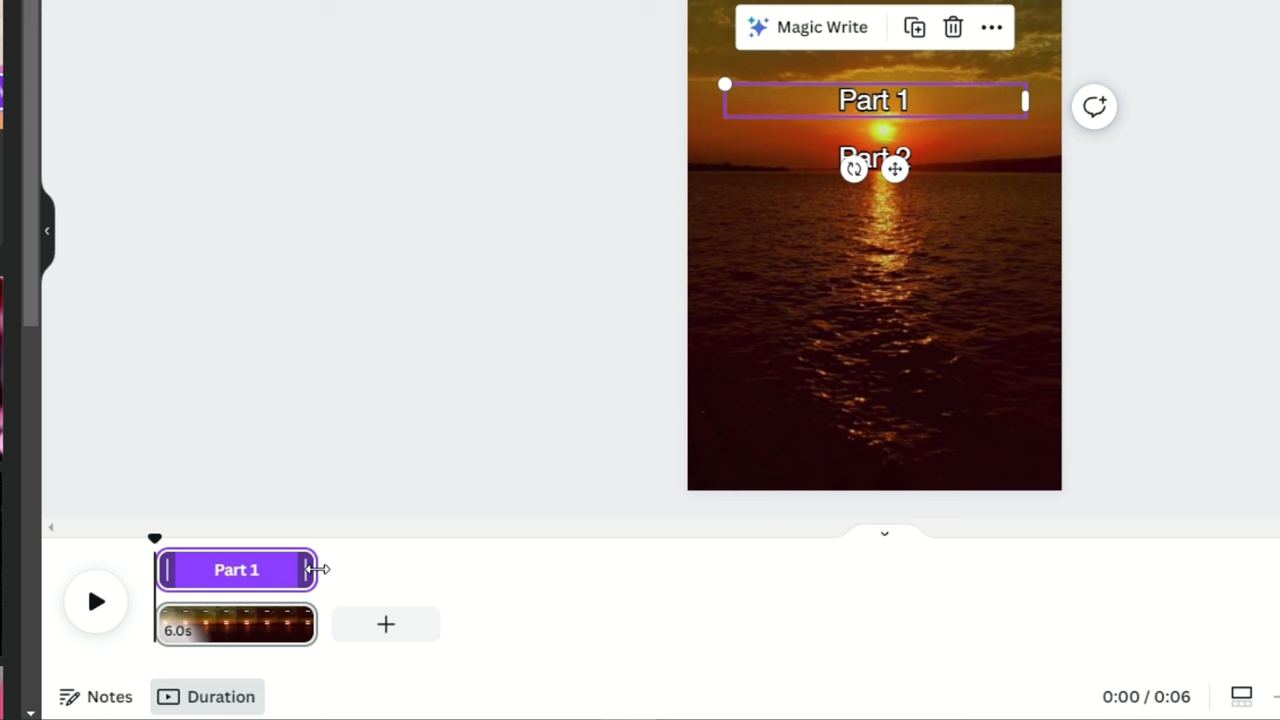 Magic Write
Part 1
Part 2
Part 1
6.0s
Notes
Duration
0:00 / 0:06